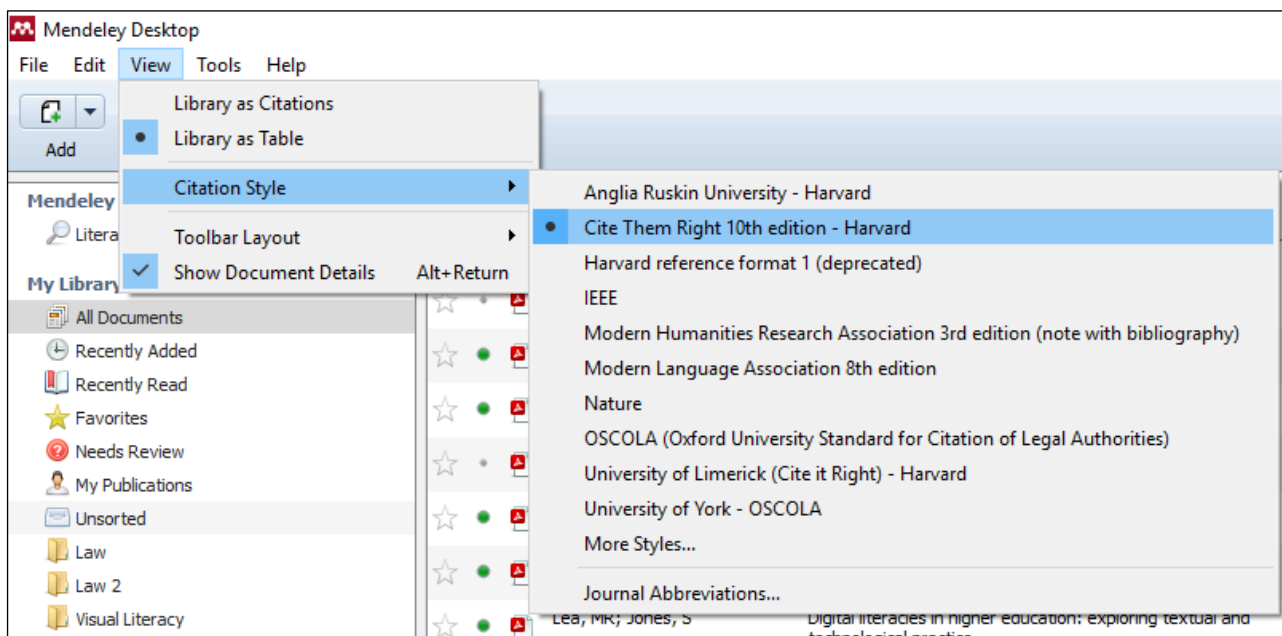 Mendeley Desktop
File Edit View Tools Help
Add
Library as Citations
Library as Table
Citation Style
Toolbar Layout
Show Document Details Alt+Return
Anglia Ruskin University - Harvard
Cite Them Right 10th edition - Harvard
Harvard reference format 1 (deprecated)
IEEE
Modern Humanities Research Association 3rd edition (note with bibliography)
Modern Language Association 8th edition
Nature
OSCOLA (Oxford University Standard for Citation of Legal Authorities)
University of Limerick (Cite it Right) - Harvard
University of York - OSCOLA
More Styles...
Journal Abbreviations...
Mendeley
Litera
My Library
All Documents
Recently Added
Recently Read
Favorites
Needs Review
My Publications
Unsorted
Law
Law 2
Visual Literacy
Lea, MR; Jones, S Digital literacies in higher education: exploring textual and
technological practice